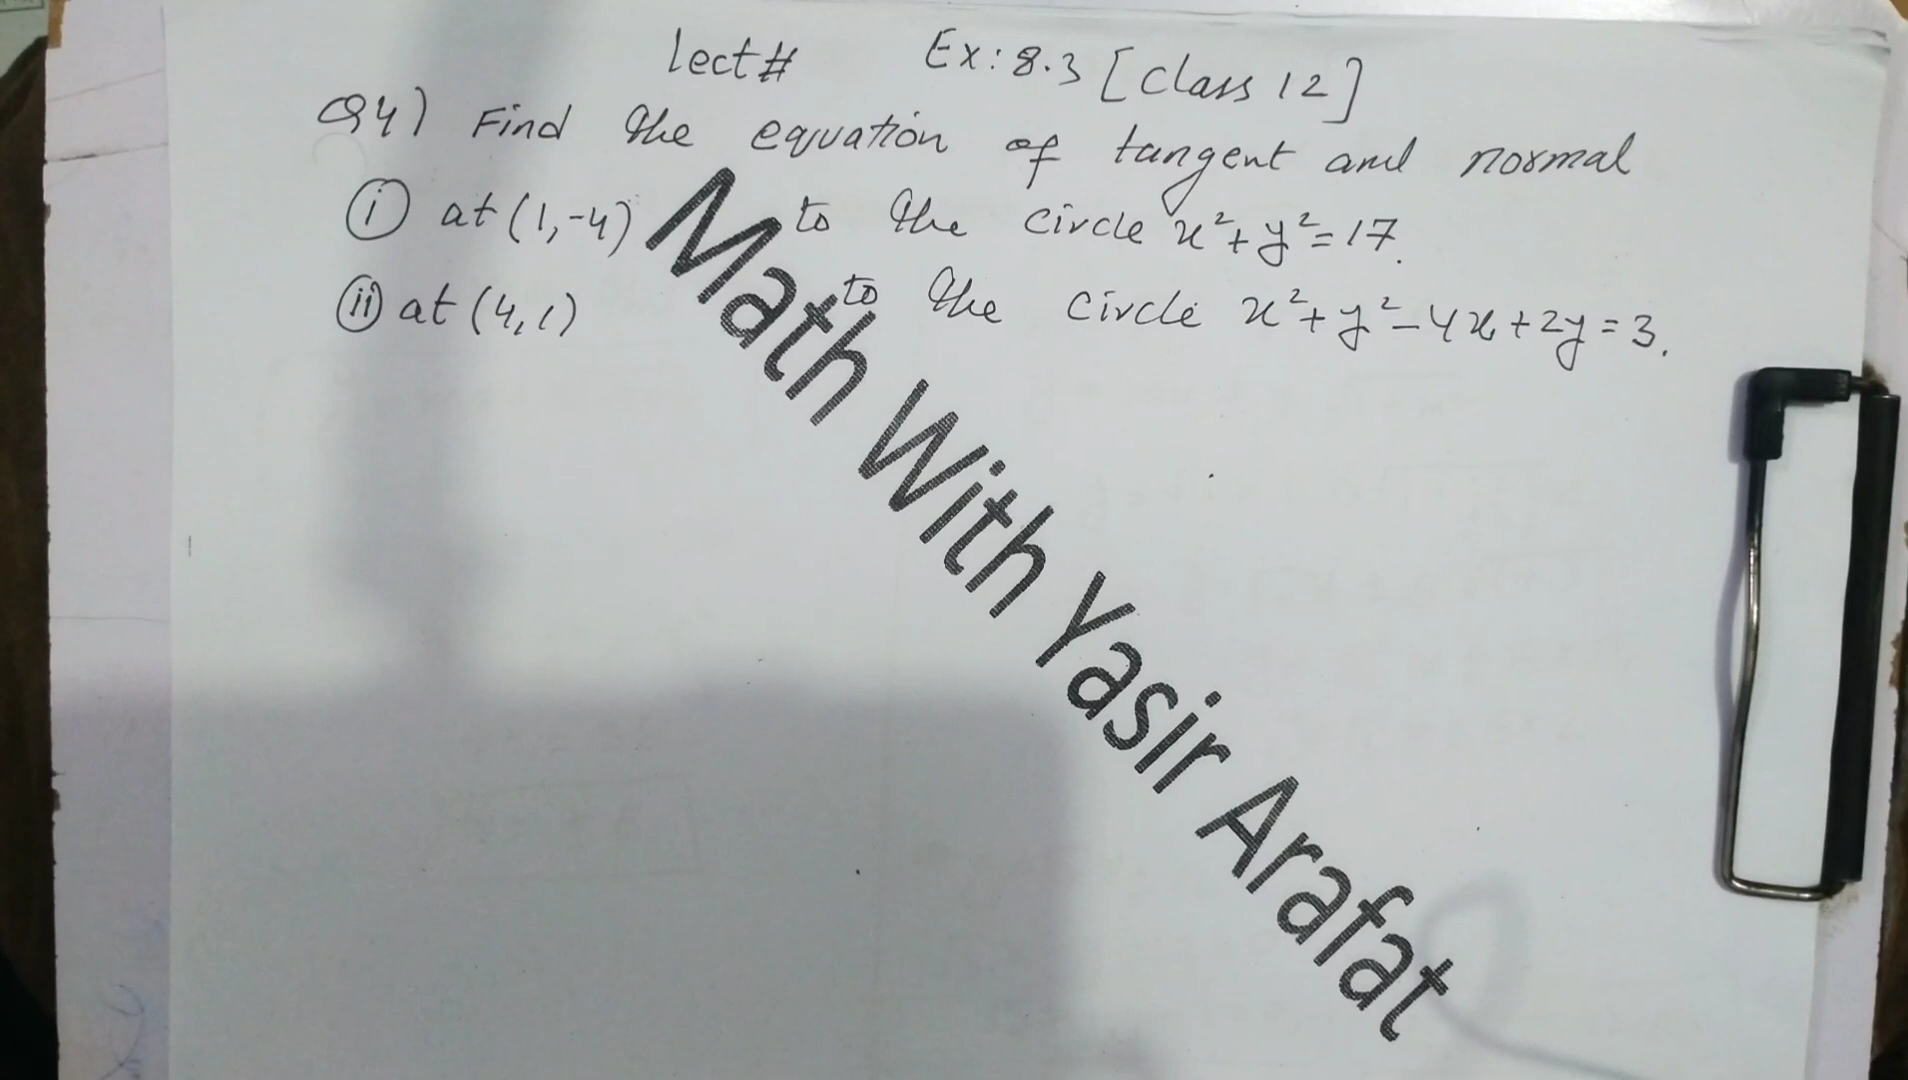 Lect# Ex: 8.3 [Class 12]
Q4) Find the equation of tangent and normal
(i) at (1,-4) to the circle x²+y²=17.
(ii) at (4,1) to the circle x²+y²-4x+2y=3.
Math With Yasir Arafat